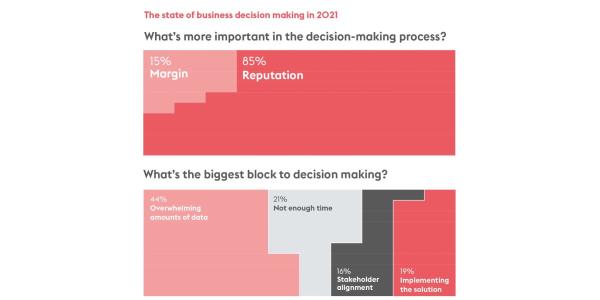 The state of business decision making in 2021
What's more important in the decision-making process?
15%
Margin
85%
Reputation
What's the biggest block to decision making?
44%
Overwhelming
amounts of data
21%
Not enough time
16%
Stakeholder
alignment
19%
Implementing
the solution